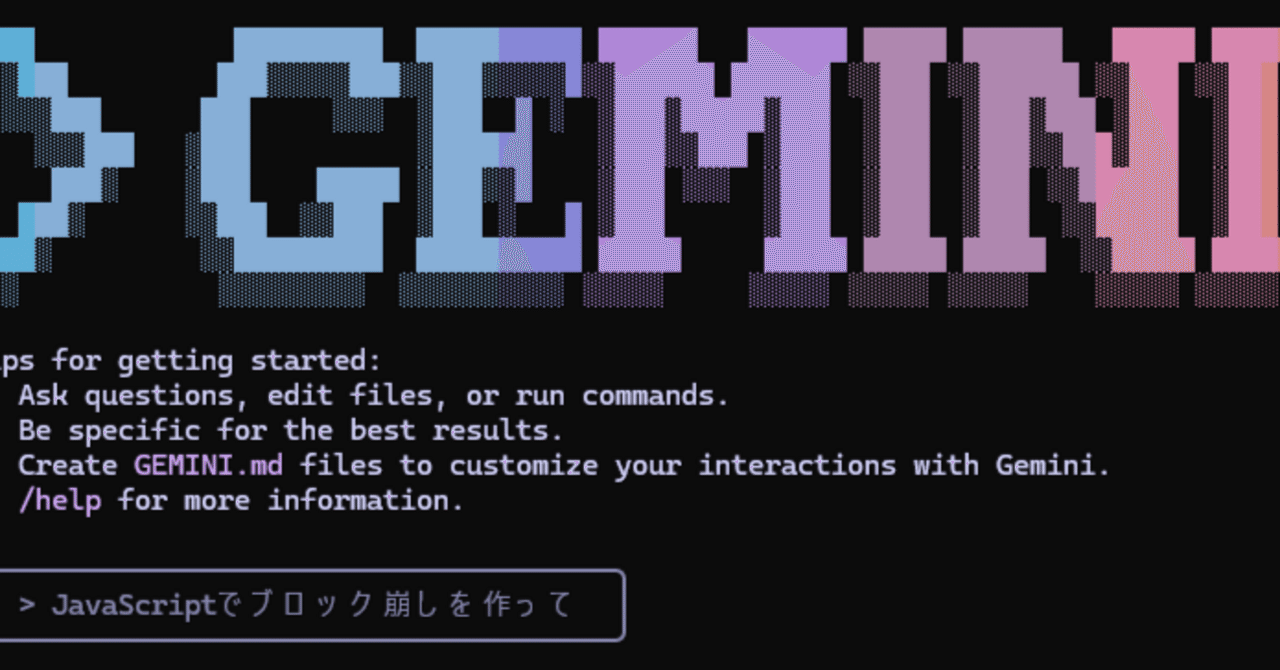 > GEMINI
ps for getting started:
Ask questions, edit files, or run commands.
Be specific for the best results.
Create GEMINI.md files to customize your interactions with Gemini.
/help for more information.
> JavaScriptでブロック崩しを作って